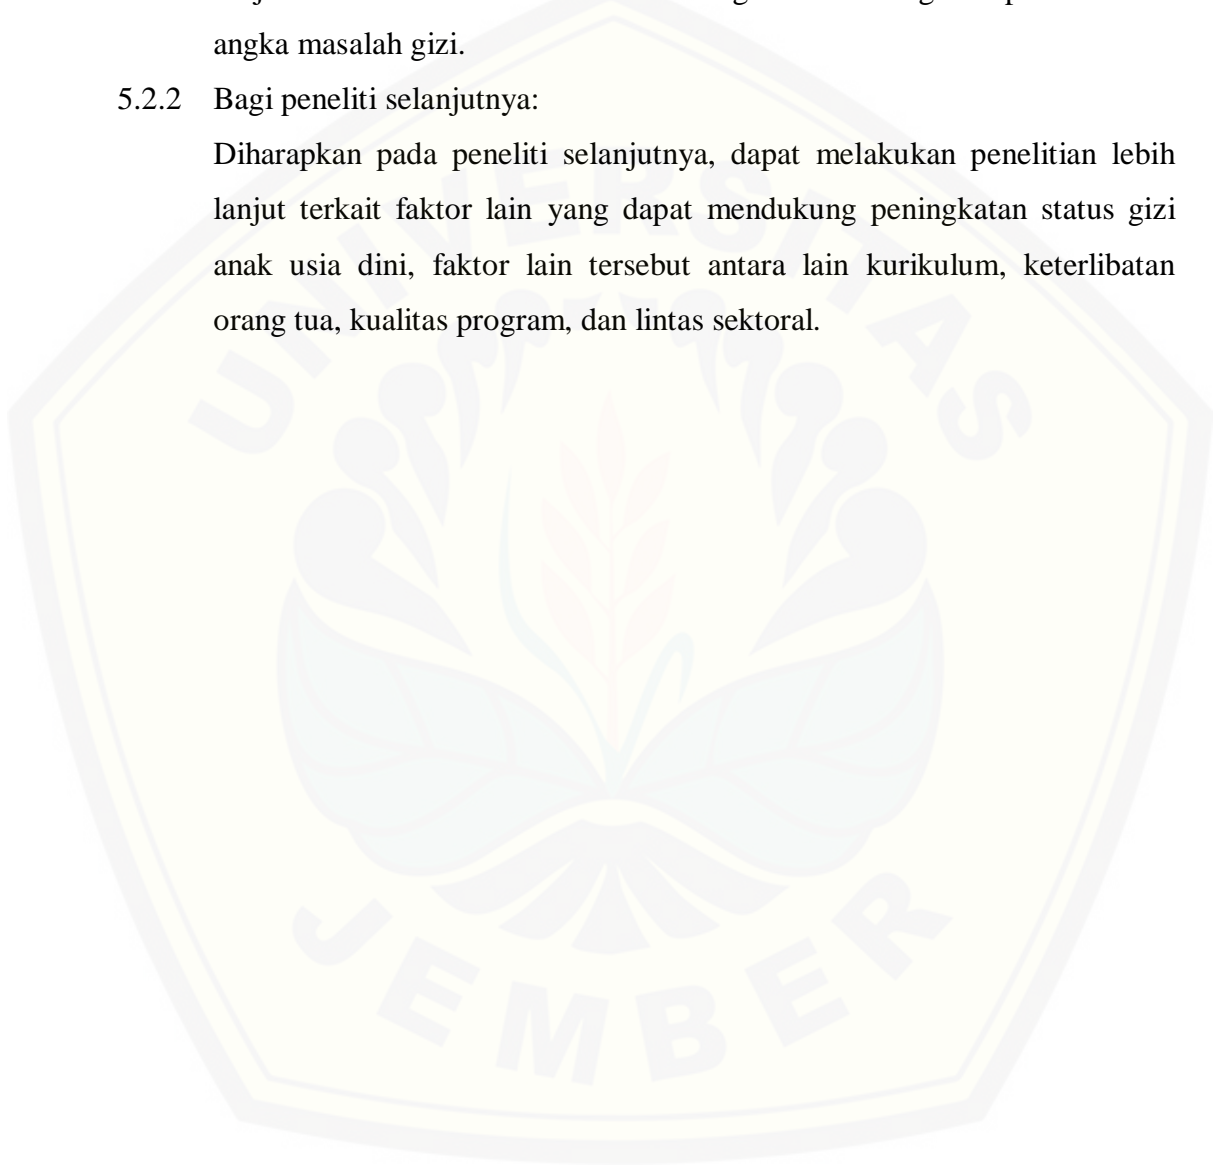 angka masalah gizi.
5.2.2 Bagi peneliti selanjutnya:
Diharapkan pada peneliti selanjutnya, dapat melakukan penelitian lebih
lanjut terkait faktor lain yang dapat mendukung peningkatan status gizi
anak usia dini, faktor lain tersebut antara lain kurikulum, keterlibatan
orang tua, kualitas program, dan lintas sektoral.
UNIVERSITAS
JEMBER